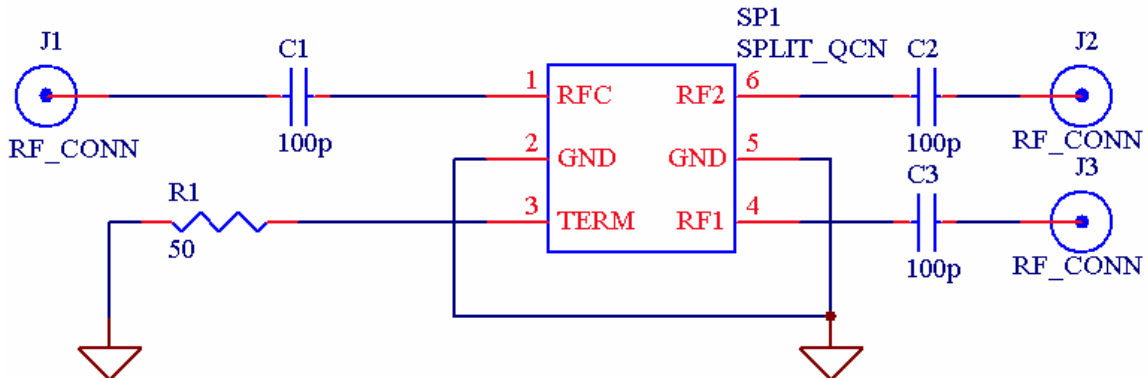 SP1
J1
C1
SPLIT_QCN
C2
J2
1
RFC
RF2
6
RF_CONN
100p
100p
RF_CONN
2
GND
GND
5
J3
R1
C3
3
TERM
RF1
4
50
100p
RF_CONN